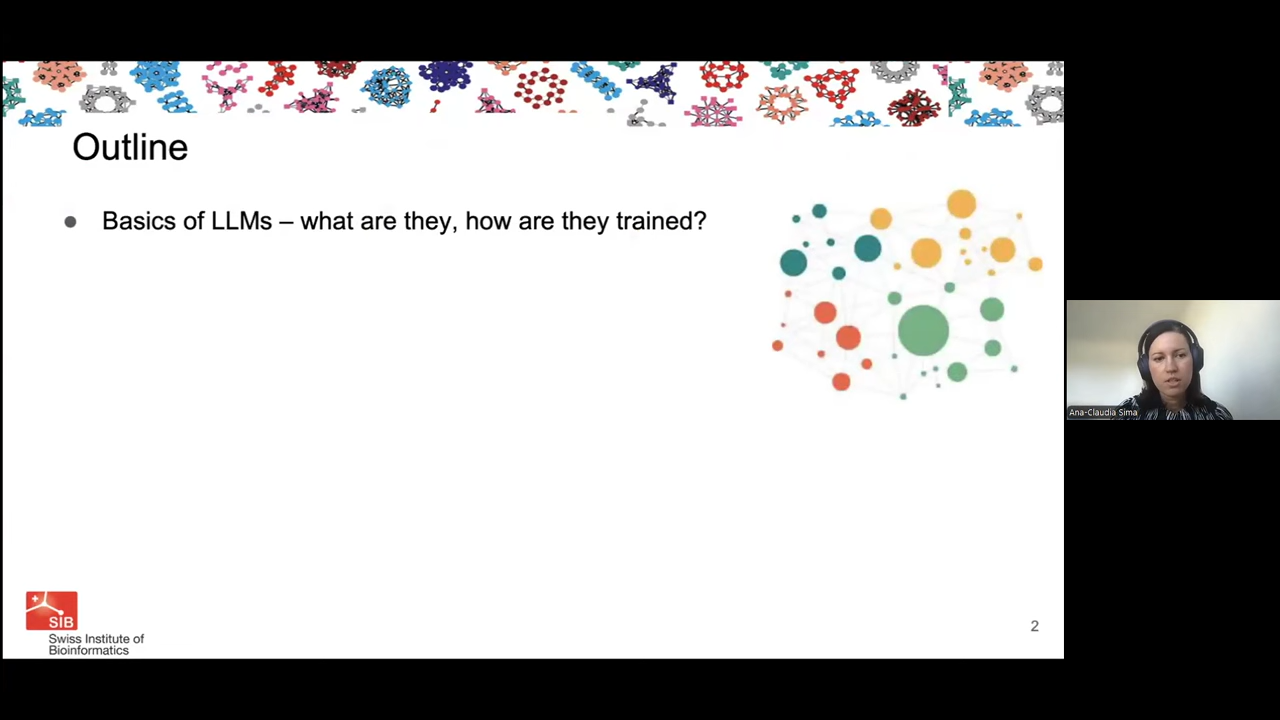 Outline
● Basics of LLMs – what are they, how are they trained?
Ana-Claudia Sima
SIB
Swiss Institute of
Bioinformatics
2